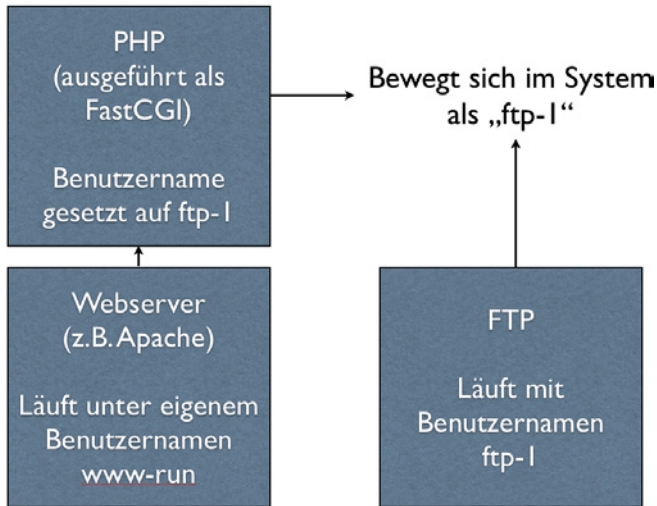 PHP
(ausgeführt als
FastCGI)
Benutzername
gesetzt auf ftp-1
Bewegt sich im System
als „ftp-1“
Webserver
(z.B. Apache)
Läuft unter eigenem
Benutzernamen
www-run
FTP
Läuft mit
Benutzernamen
ftp-1